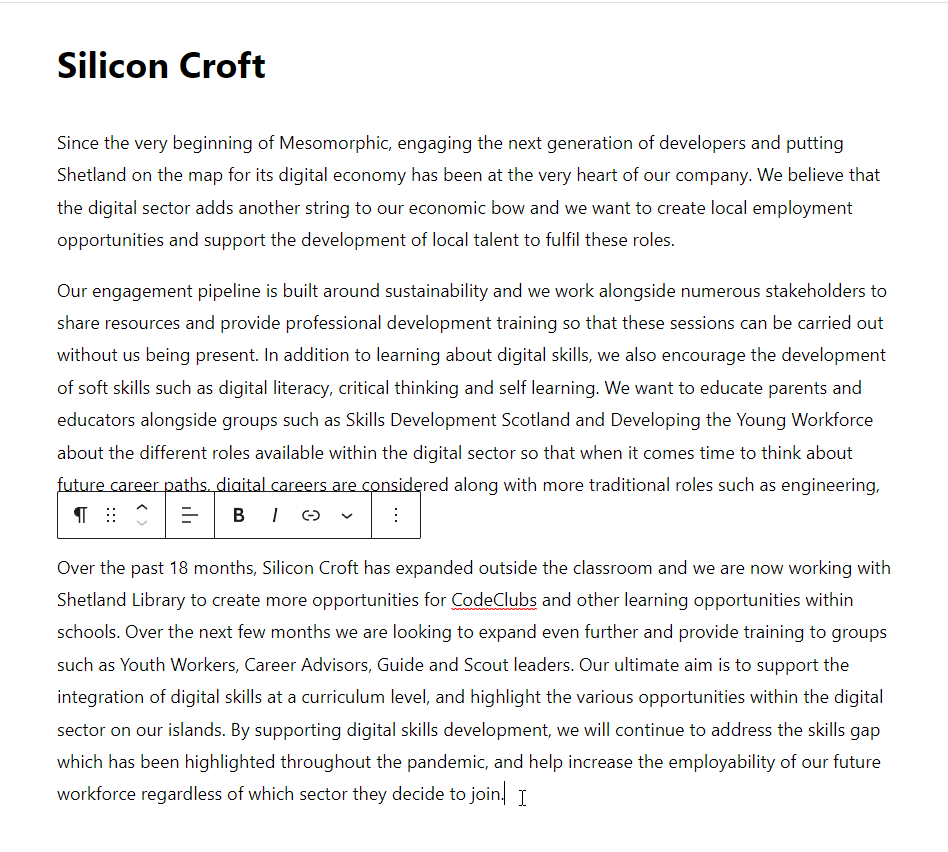 Silicon Croft
Since the very beginning of Mesomorphic, engaging the next generation of developers and putting
Shetland on the map for its digital economy has been at the very heart of our company. We believe that
the digital sector adds another string to our economic bow and we want to create local employment
opportunities and support the development of local talent to fulfil these roles.
Our engagement pipeline is built around sustainability and we work alongside numerous stakeholders to
share resources and provide professional development training so that these sessions can be carried out
without us being present. In addition to learning about digital skills, we also encourage the development
of soft skills such as digital literacy, critical thinking and self learning. We want to educate parents and
educators alongside groups such as Skills Development Scotland and Developing the Young Workforce
about the different roles available within the digital sector so that when it comes time to think about
future career paths, digital careers are considered along with more traditional roles such as engineering,
B I
Over the past 18 months, Silicon Croft has expanded outside the classroom and we are now working with
Shetland Library to create more opportunities for CodeClubs and other learning opportunities within
schools. Over the next few months we are looking to expand even further and provide training to groups
such as Youth Workers, Career Advisors, Guide and Scout leaders. Our ultimate aim is to support the
integration of digital skills at a curriculum level, and highlight the various opportunities within the digital
sector on our islands. By supporting digital skills development, we will continue to address the skills gap
which has been highlighted throughout the pandemic, and help increase the employability of our future
workforce regardless of which sector they decide to join.